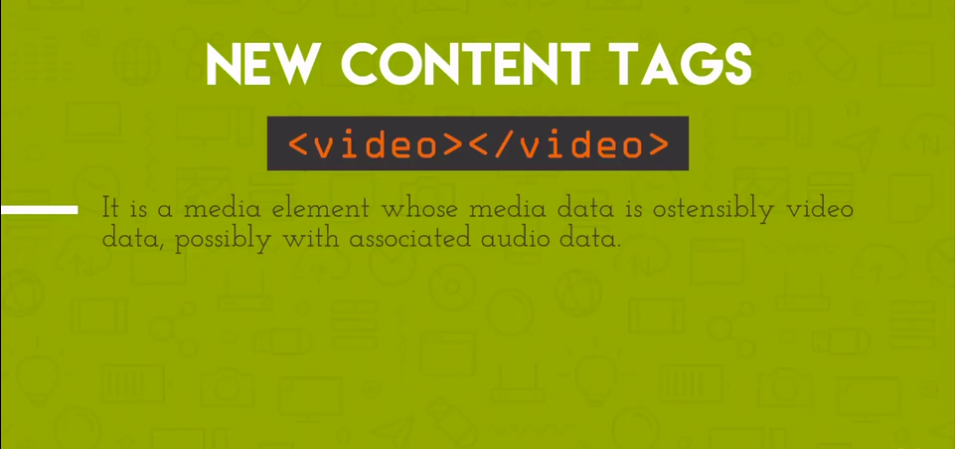 NEW CONTENT TAGS
<video></video>
It is a media element whose media data is ostensibly video
data, possibly with associated audio data.